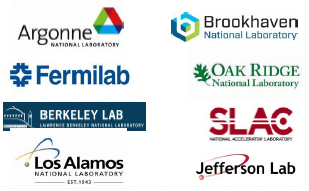 Argonne
NATIONAL LABORATORY
Brookhaven
National Laboratory
Fermilab
OAK RIDGE
National Laboratory
BERKELEY LAB
LAWRENCE BERKELEY NATIONAL LABORATORY
SLAC
NATIONAL ACCELERATOR LABORATORY
Los Alamos
NATIONAL LABORATORY
EST.1943
Jefferson Lab